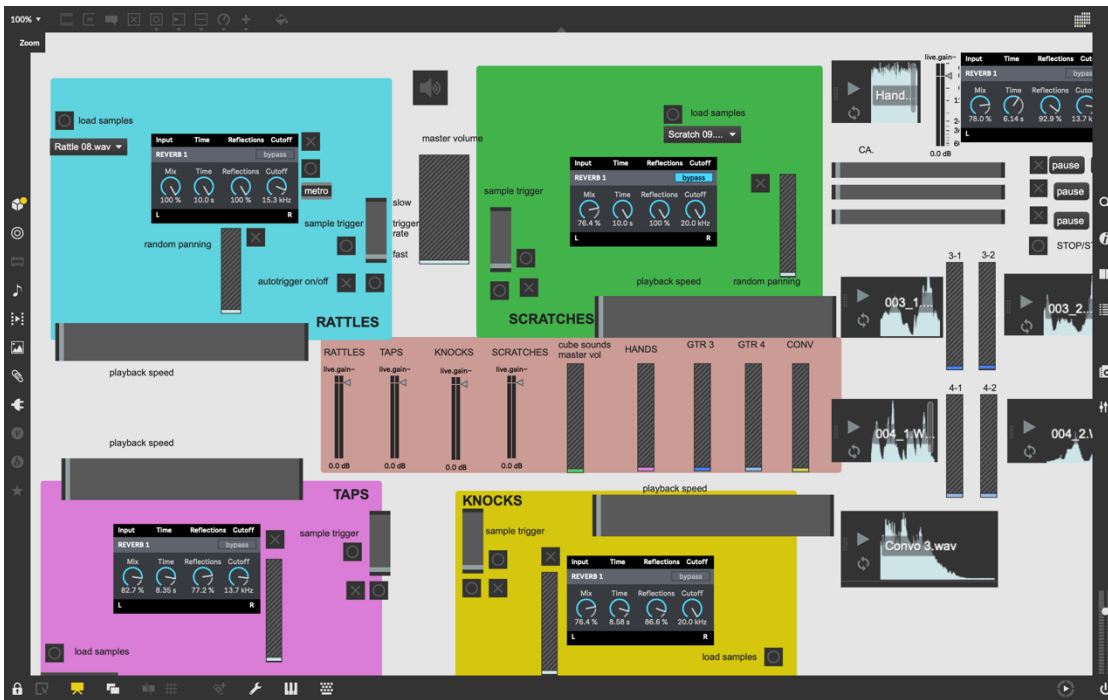 100% ▾
Zoom
load samples
Rattle 08.wav
Input Time Reflections Cutoff
REVERB 1 bypass
Mix Time Reflections Cutoff
100 % 10.0 s 100 % 15.3 kHz
L R
metro
random panning
sample trigger
slow
trigger rate
fast
autotrigger on/off
RATTLES
playback speed
master volume
load samples
Scratch 09....
sample trigger
Input Time Reflections Cutoff
REVERB 1 bypass
Mix Time Reflections Cutoff
76.4 % 10.0 s 100 % 20.0 kHz
L R
playback speed
random panning
SCRATCHES
Hand...
live.gain~
0.0 dB
Input Time Reflections Cut
REVERB 1 bypas
Mix Time Reflections Cutof
78.0 % 6.14 s 92.9 % 13.7 k
L
CA.
pause
pause
pause
STOP/S
3-1 3-2
003_1....
003_2...
4-1 4-2
004_1.W...
004_2.\
Convo 3.wav
RATTLES TAPS KNOCKS SCRATCHES
live.gain~ live.gain~ live.gain~ live.gain~
0.0 dB 0.0 dB 0.0 dB 0.0 dB
cube sounds
master vol
HANDS GTR 3 GTR 4 CONV
playback speed
TAPS
Input Time Reflections Cutoff
REVERB 1 bypass
Mix Time Reflections Cutoff
82.7 % 8.35 s 77.2 % 13.7 kHz
L R
sample trigger
load samples
playback speed
KNOCKS
sample trigger
Input Time Reflections Cutoff
REVERB 1 bypass
Mix Time Reflections Cutoff
76.4 % 8.58 s 86.6 % 20.0 kHz
L R
load samples